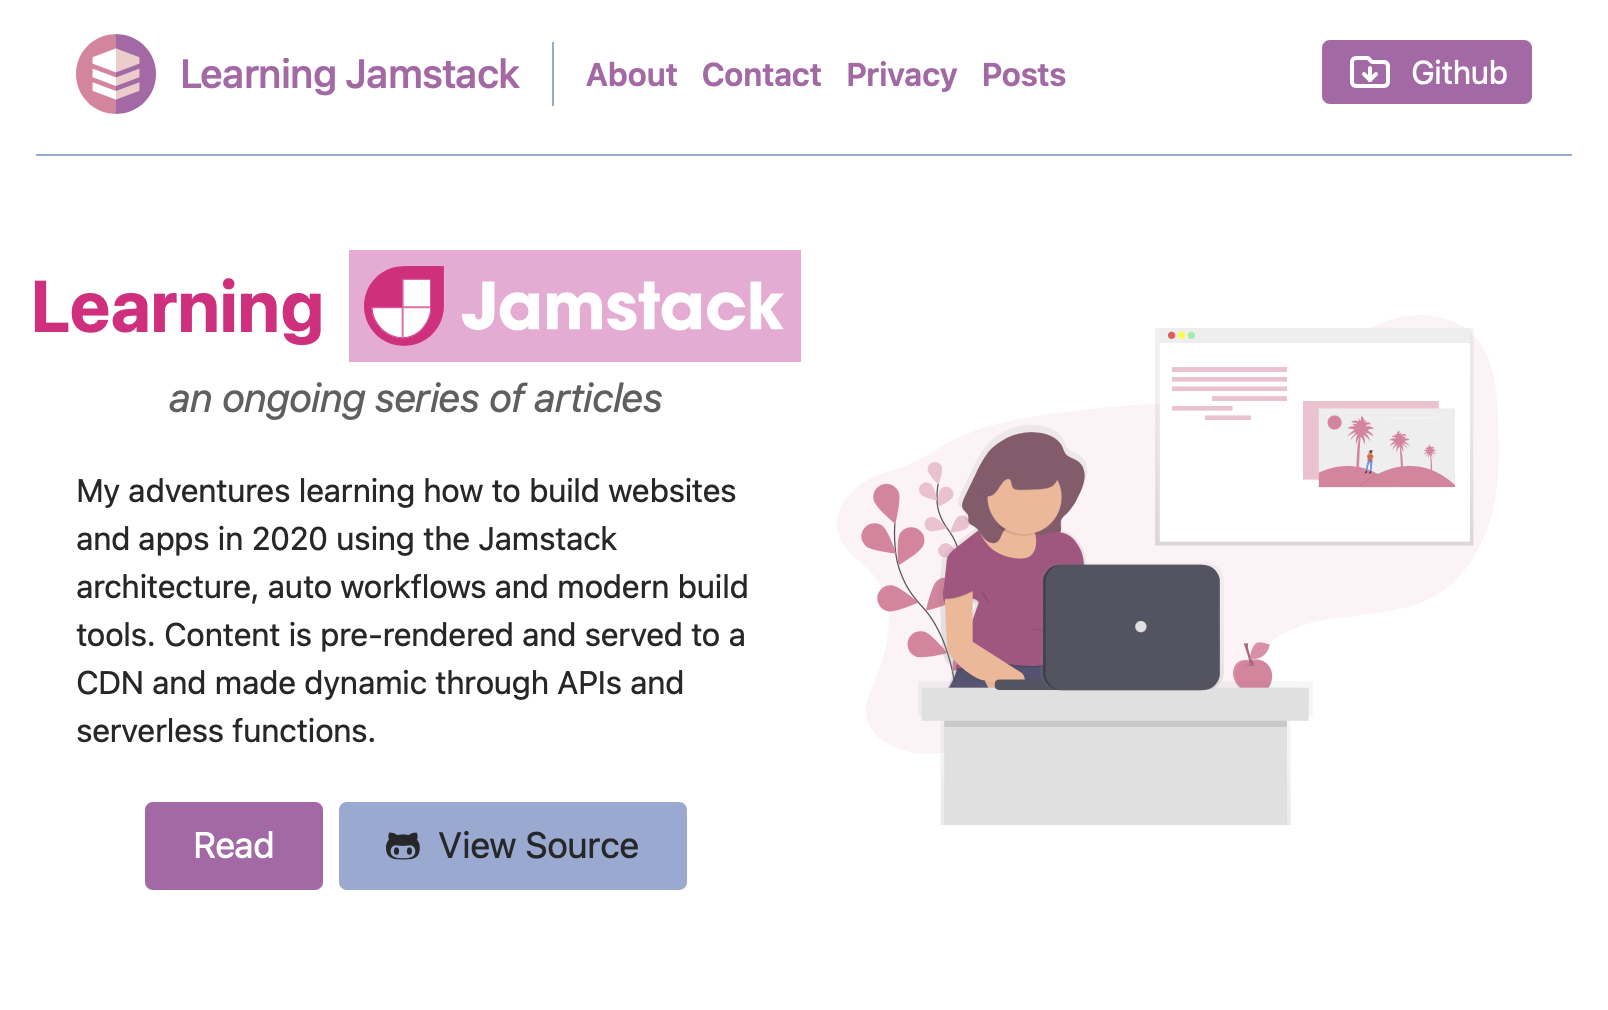 Learning Jamstack
About Contact Privacy Posts
Github
Learning Jamstack
an ongoing series of articles
My adventures learning how to build websites
and apps in 2020 using the Jamstack
architecture, auto workflows and modern build
tools. Content is pre-rendered and served to a
CDN and made dynamic through APIs and
serverless functions.
Read
View Source